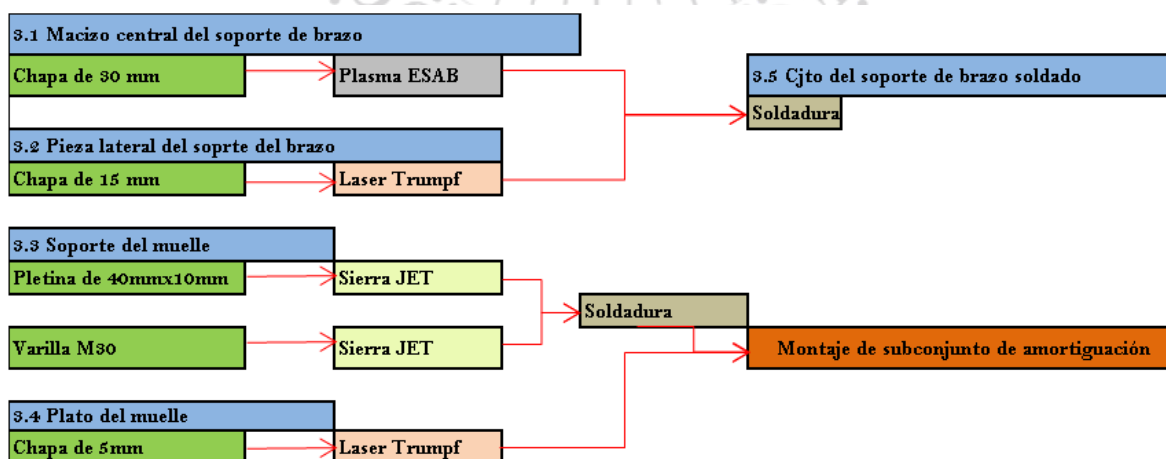 3.1 Macizo central del soporte de brazo
Chapa de 30 mm
Plasma ESAB
3.5 Cjto del soporte de brazo soldado
Soldadura
3.2 Pieza lateral del soprte del brazo
Chapa de 15 mm
Laser Trumpf
3.3 Soporte del muelle
Pletina de 40mmx10mm
Sierra JET
Soldadura
Varilla M30
Sierra JET
Montaje de subconjunto de amortiguación
3.4 Plato del muelle
Chapa de 5mm
Laser Trumpf